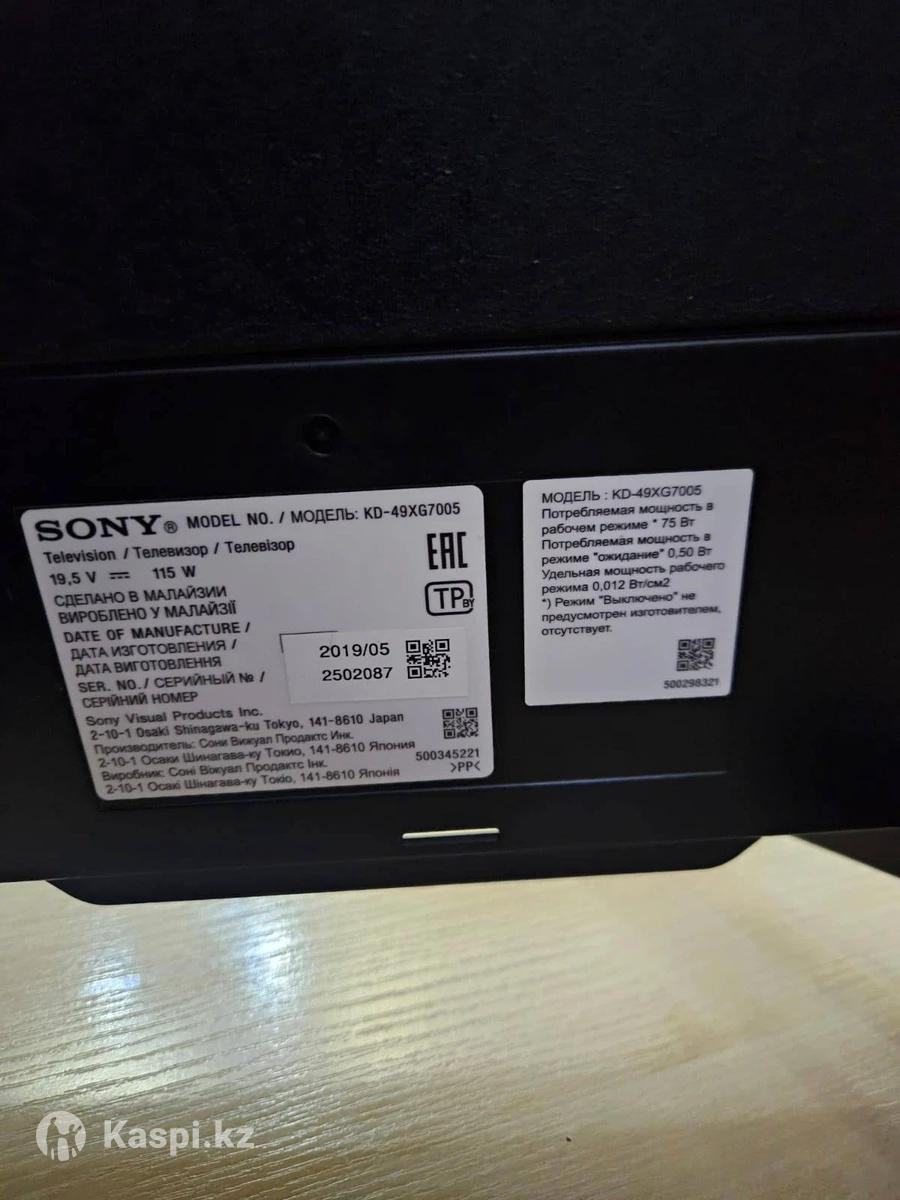 SONY® MODEL NO. / МОДЕЛЬ: KD-49XG7005
Television / Телевизор / Телевізор
19,5 V ⎓ 115 W
СДЕЛАНО В МАЛАЙЗИИ
ВИРОБЛЕНО У МАЛАЙЗІЇ
DATE OF MANUFACTURE /
ДАТА ИЗГОТОВЛЕНИЯ /
ДАТА ВИГОТОВЛЕННЯ
SER. NO./ СЕРИЙНЫЙ № /
СЕРІЙНИЙ НОМЕР
EAC
TP BY
2019/05
2502087
Sony Visual Products Inc.
2-10-1 Osaki Shinagawa-ku Tokyo, 141-8610 Japan
Производитель: Сони Вижуал Продактс Инк.
2-10-1 Осаки Шинагава-ку Токио, 141-8610 Япония
Виробник: Соні Віжуал Продактс Інк.
2-10-1 Осакі Шінагава-ку Токіо, 141-8610 Японія
500345221
>PP<
МОДЕЛЬ : KD-49XG7005
Потребляемая мощность в
рабочем режиме * 75 Вт
Потребляемая мощность в
режиме "ожидание" 0,50 Вт
Удельная мощность рабочего
режима 0,012 Вт/см2
*) Режим "Выключено" не
предусмотрен изготовителем,
отсутствует.
500298321
Kaspi.kz